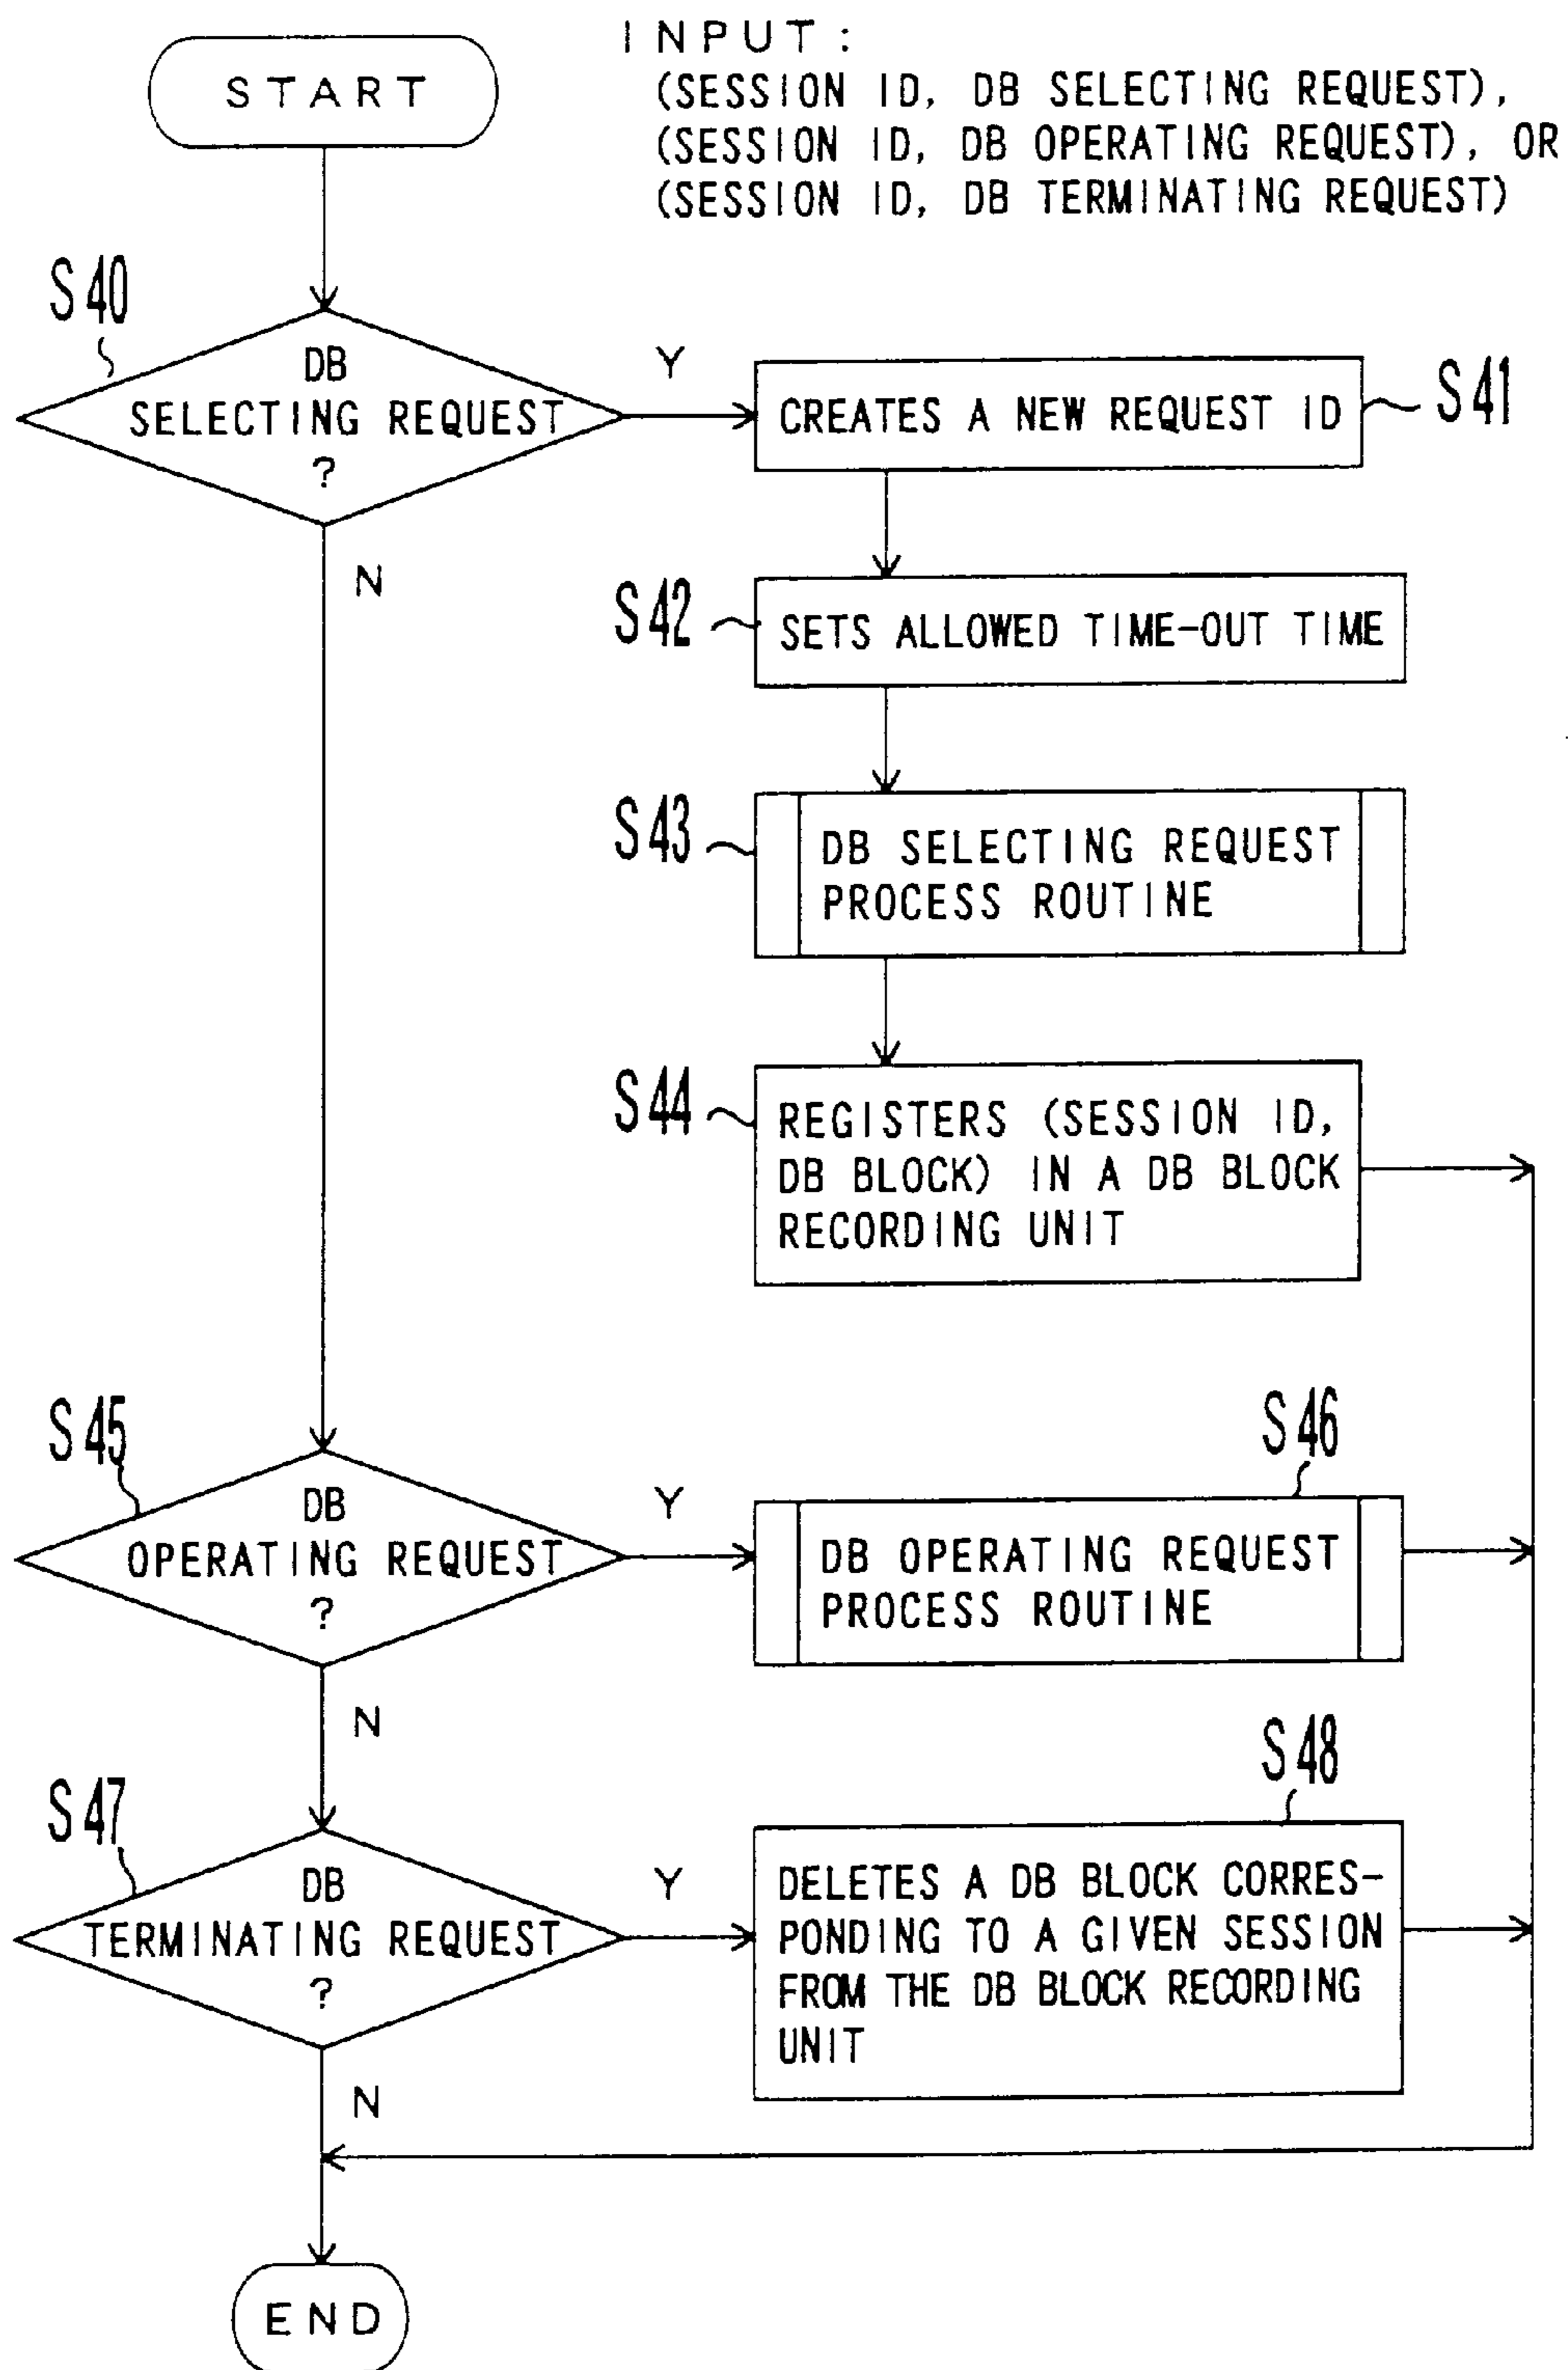 INPUT:
START
(SESSION ID, DB SELECTING REQUEST),
(SESSION ID, DB OPERATING REQUEST), OR
(SESSION ID, DB TERMINATING REQUEST)
S40
DB
SELECTING REQUEST
?
Y
N
CREATES A NEW REQUEST ID
S41
S42
SETS ALLOWED TIME-OUT TIME
S43
DB SELECTING REQUEST
PROCESS ROUTINE
S44
REGISTERS (SESSION ID,
DB BLOCK) IN A DB BLOCK
RECORDING UNIT
S45
DB
OPERATING REQUEST
?
Y
N
S46
DB OPERATING REQUEST
PROCESS ROUTINE
S47
DB
TERMINATING REQUEST
?
Y
N
S48
DELETES A DB BLOCK CORRES-
PONDING TO A GIVEN SESSION
FROM THE DB BLOCK RECORDING
UNIT
END